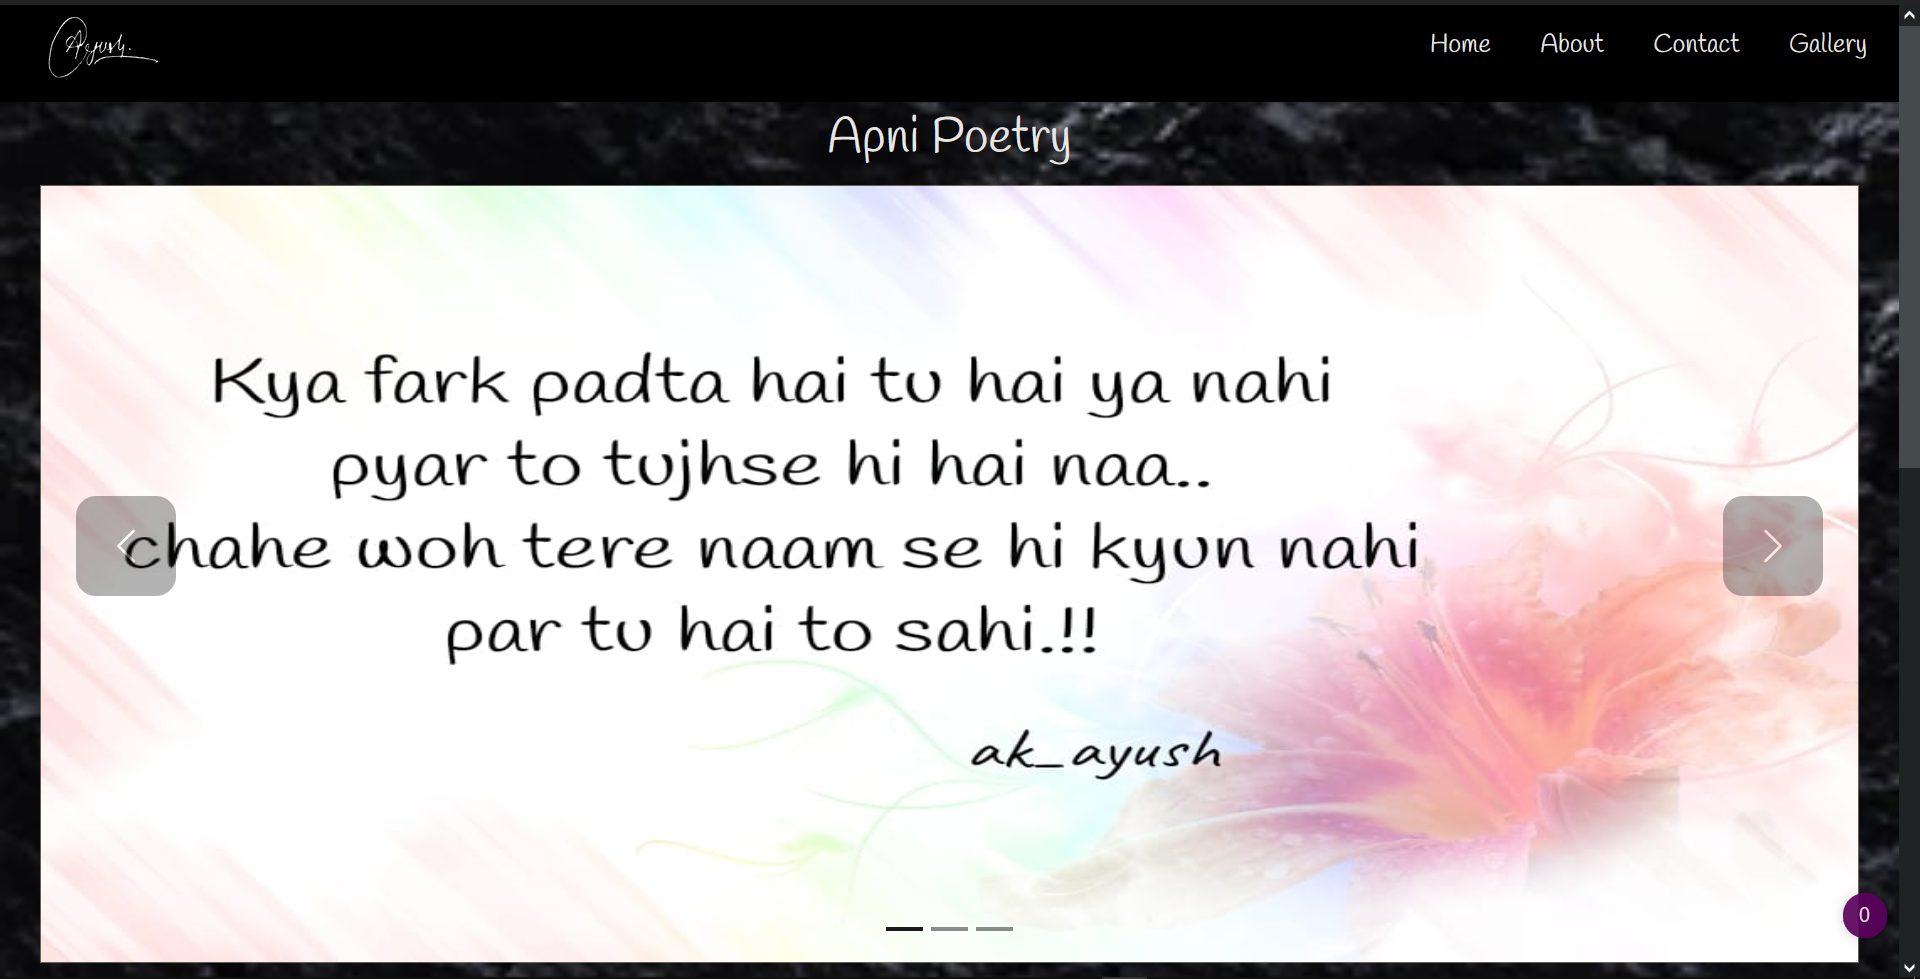 Ayush.
Home About Contact Gallery
Apni Poetry
Kya fark padta hai tu hai ya nahi
pyar to tujhse hi hai naa..
chahe woh tere naam se hi kyun nahi
par tu hai to sahi.!!
ak_ayush
0